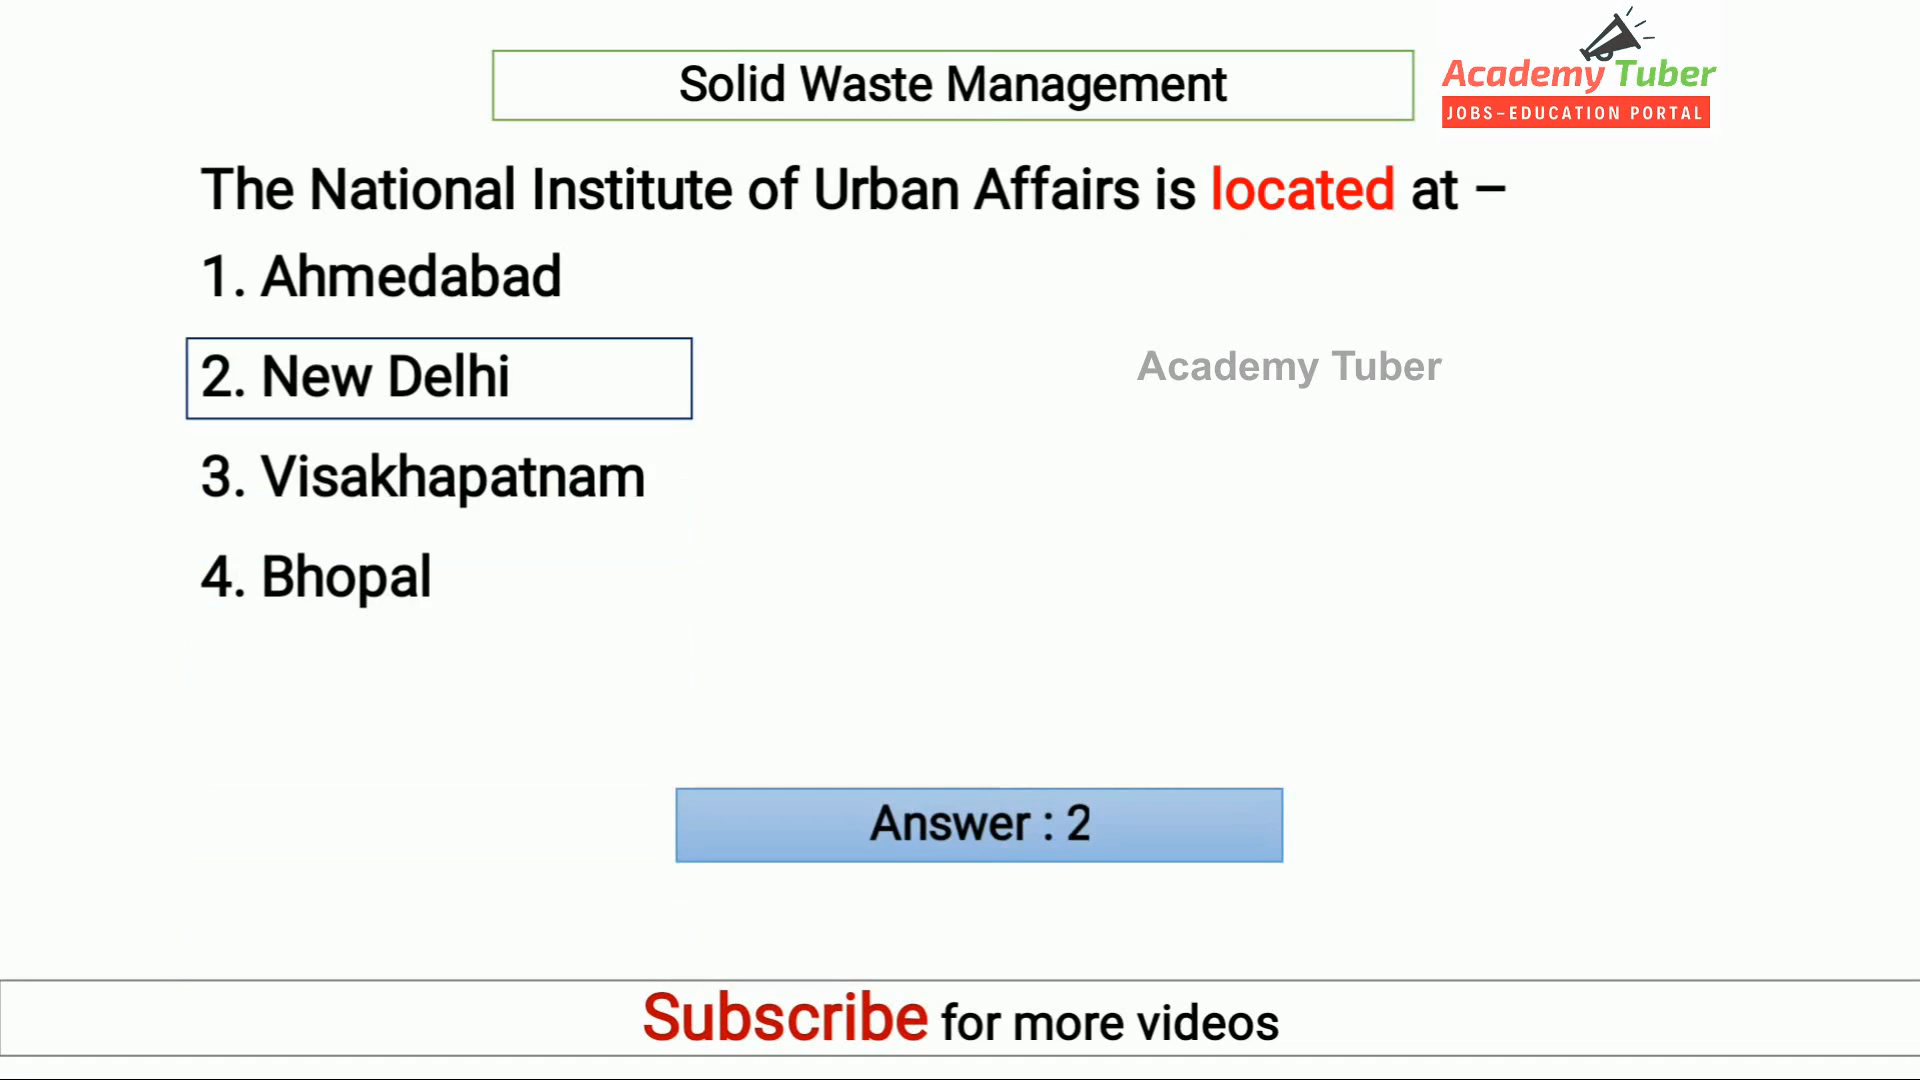 Solid Waste Management
Academy Tuber
JOBS-EDUCATION PORTAL
The National Institute of Urban Affairs is located at –
1. Ahmedabad
2. New Delhi
Academy Tuber
3. Visakhapatnam
4. Bhopal
Answer : 2
Subscribe for more videos